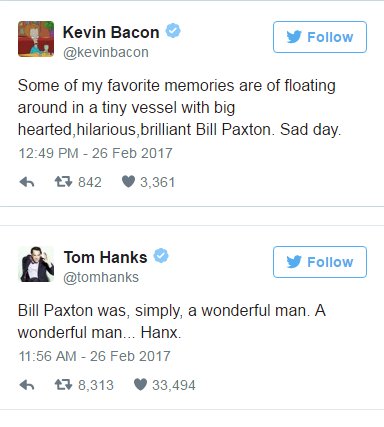 Kevin Bacon
Follow
@kevinbacon
Some of my favorite memories are of floating
around in a tiny vessel with big
hearted,hilarious,brilliant Bill Paxton. Sad day.
12:49 PM - 26 Feb 2017
842 3,361
Tom Hanks
Follow
@tomhanks
Bill Paxton was, simply, a wonderful man. A
wonderful man... Hanx.
11:56 AM - 26 Feb 2017
8,313 33,494